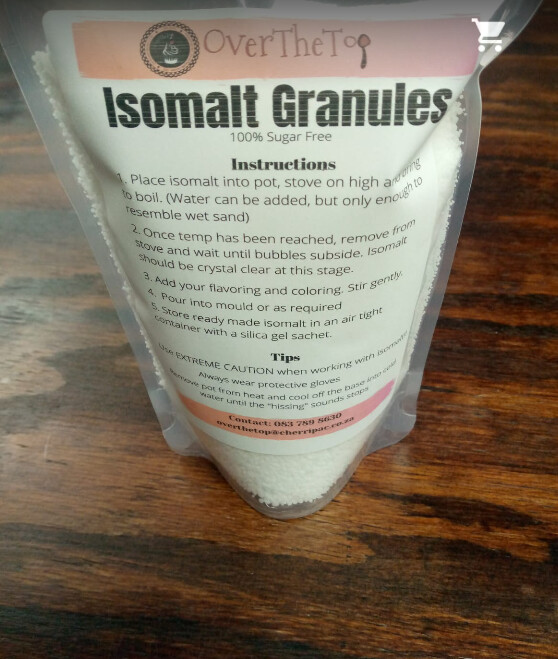 OverTheTop
Isomalt Granules
100% Sugar Free
Instructions
1. Place isomalt into pot, stove on high and bring
to boil. (Water can be added, but only enough to
resemble wet sand)
2. Once temp has been reached, remove from
stove and wait until bubbles subside. Isomalt
should be crystal clear at this stage.
3. Add your flavoring and coloring. Stir gently.
4. Pour into mould or as required
5. Store ready made isomalt in an air tight
container with a silica gel sachet.
Tips
Use EXTREME CAUTION when working with isomalt
Always wear protective gloves
Remove pot from heat and cool off the base into cold
water until the "hissing" sounds stops
Contact: 083 789 8630
overthetop@cherripac.co.za